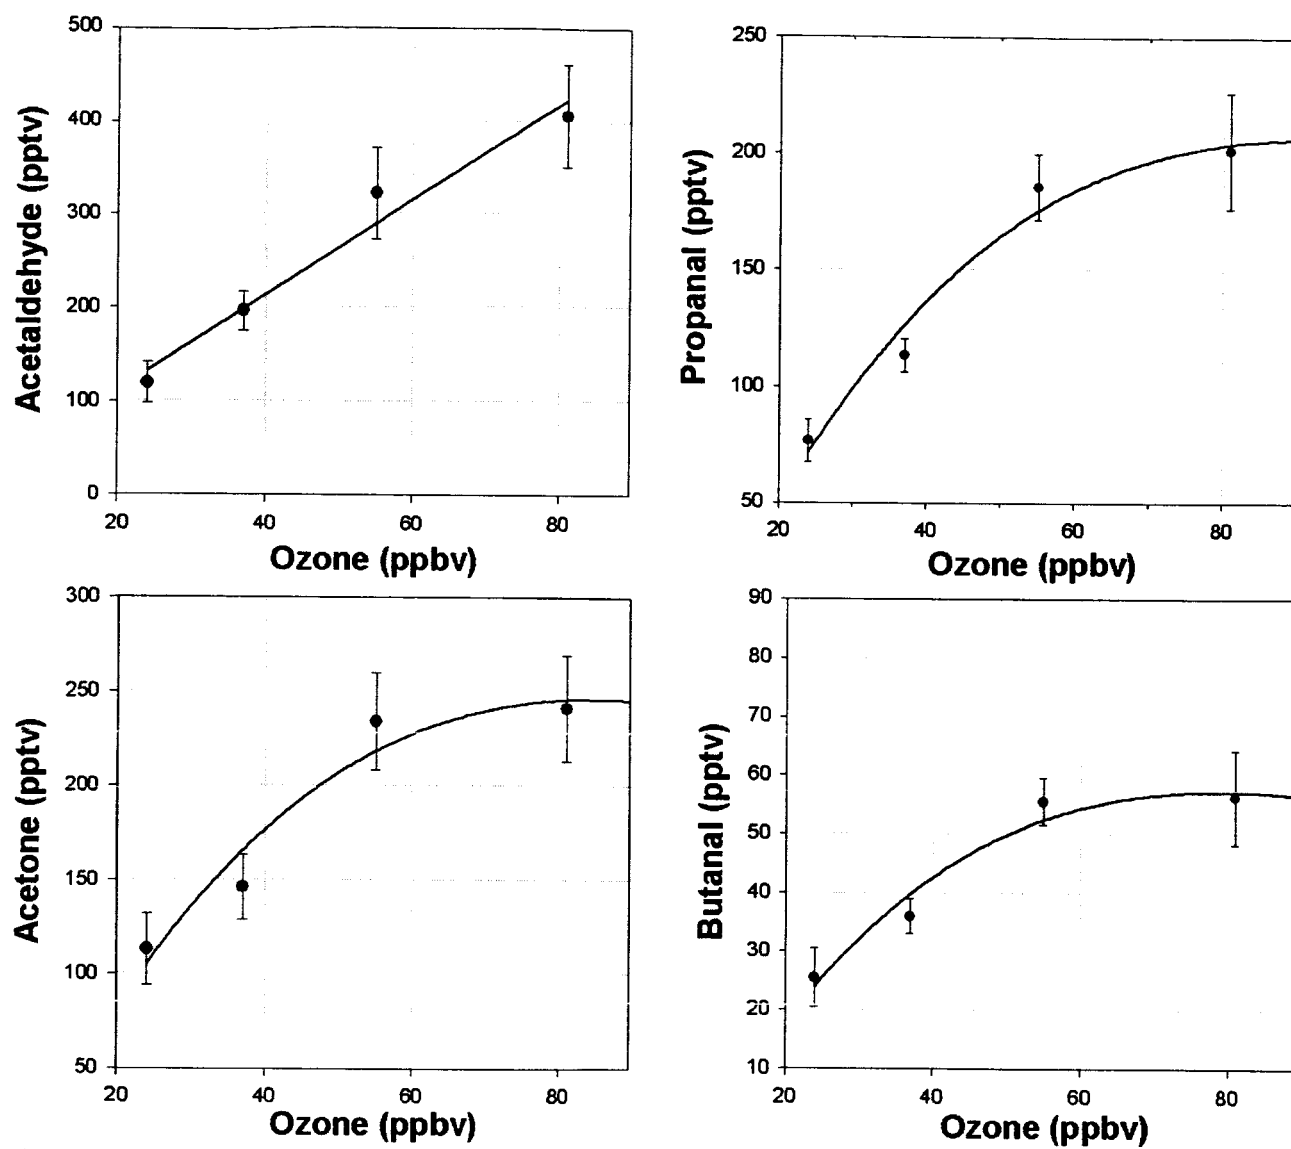 500
400
300
200
100
0
20 40 60 80
Acetaldehyde (pptv)
Ozone (ppbv)
250
200
150
100
50
20 40 60 80
Propanal (pptv)
Ozone (ppbv)
300
250
200
150
100
50
20 40 60 80
Acetone (pptv)
Ozone (ppbv)
90
80
70
60
50
40
30
20
10
20 40 60 80
Butanal (pptv)
Ozone (ppbv)